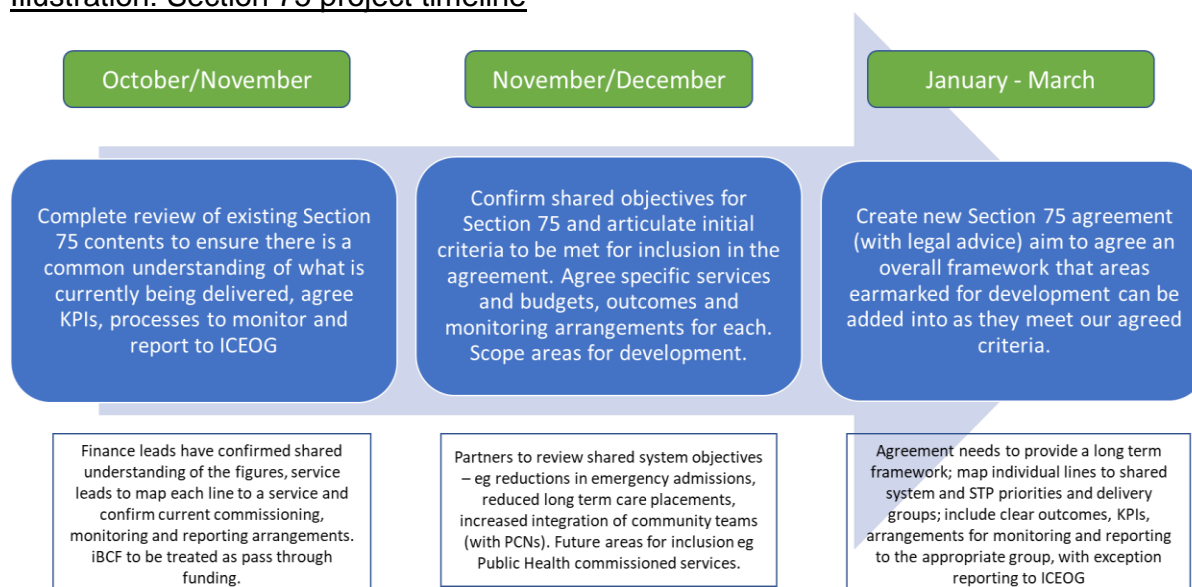 Illustration: Section 75 project timeline
October/November
November/December
January - March
Complete review of existing Section
75 contents to ensure there is a
common understanding of what is
currently being delivered, agree
KPIs, processes to monitor and
report to ICEOG
Confirm shared objectives for
Section 75 and articulate initial
criteria to be met for inclusion in the
agreement. Agree specific services
and budgets, outcomes and
monitoring arrangements for each.
Scope areas for development.
Create new Section 75 agreement
(with legal advice) aim to agree an
overall framework that areas
earmarked for development can be
added into as they meet our agreed
criteria.
Finance leads have confirmed shared
understanding of the figures, service
leads to map each line to a service and
confirm current commissioning,
monitoring and reporting arrangements.
iBCF to be treated as pass through
funding.
Partners to review shared system objectives
– eg reductions in emergency admissions,
reduced long term care placements,
increased integration of community teams
(with PCNs). Future areas for inclusion eg
Public Health commissioned services.
Agreement needs to provide a long term
framework; map individual lines to shared
system and STP priorities and delivery
groups; include clear outcomes, KPIs,
arrangements for monitoring and reporting
to the appropriate group, with exception
reporting to ICEOG